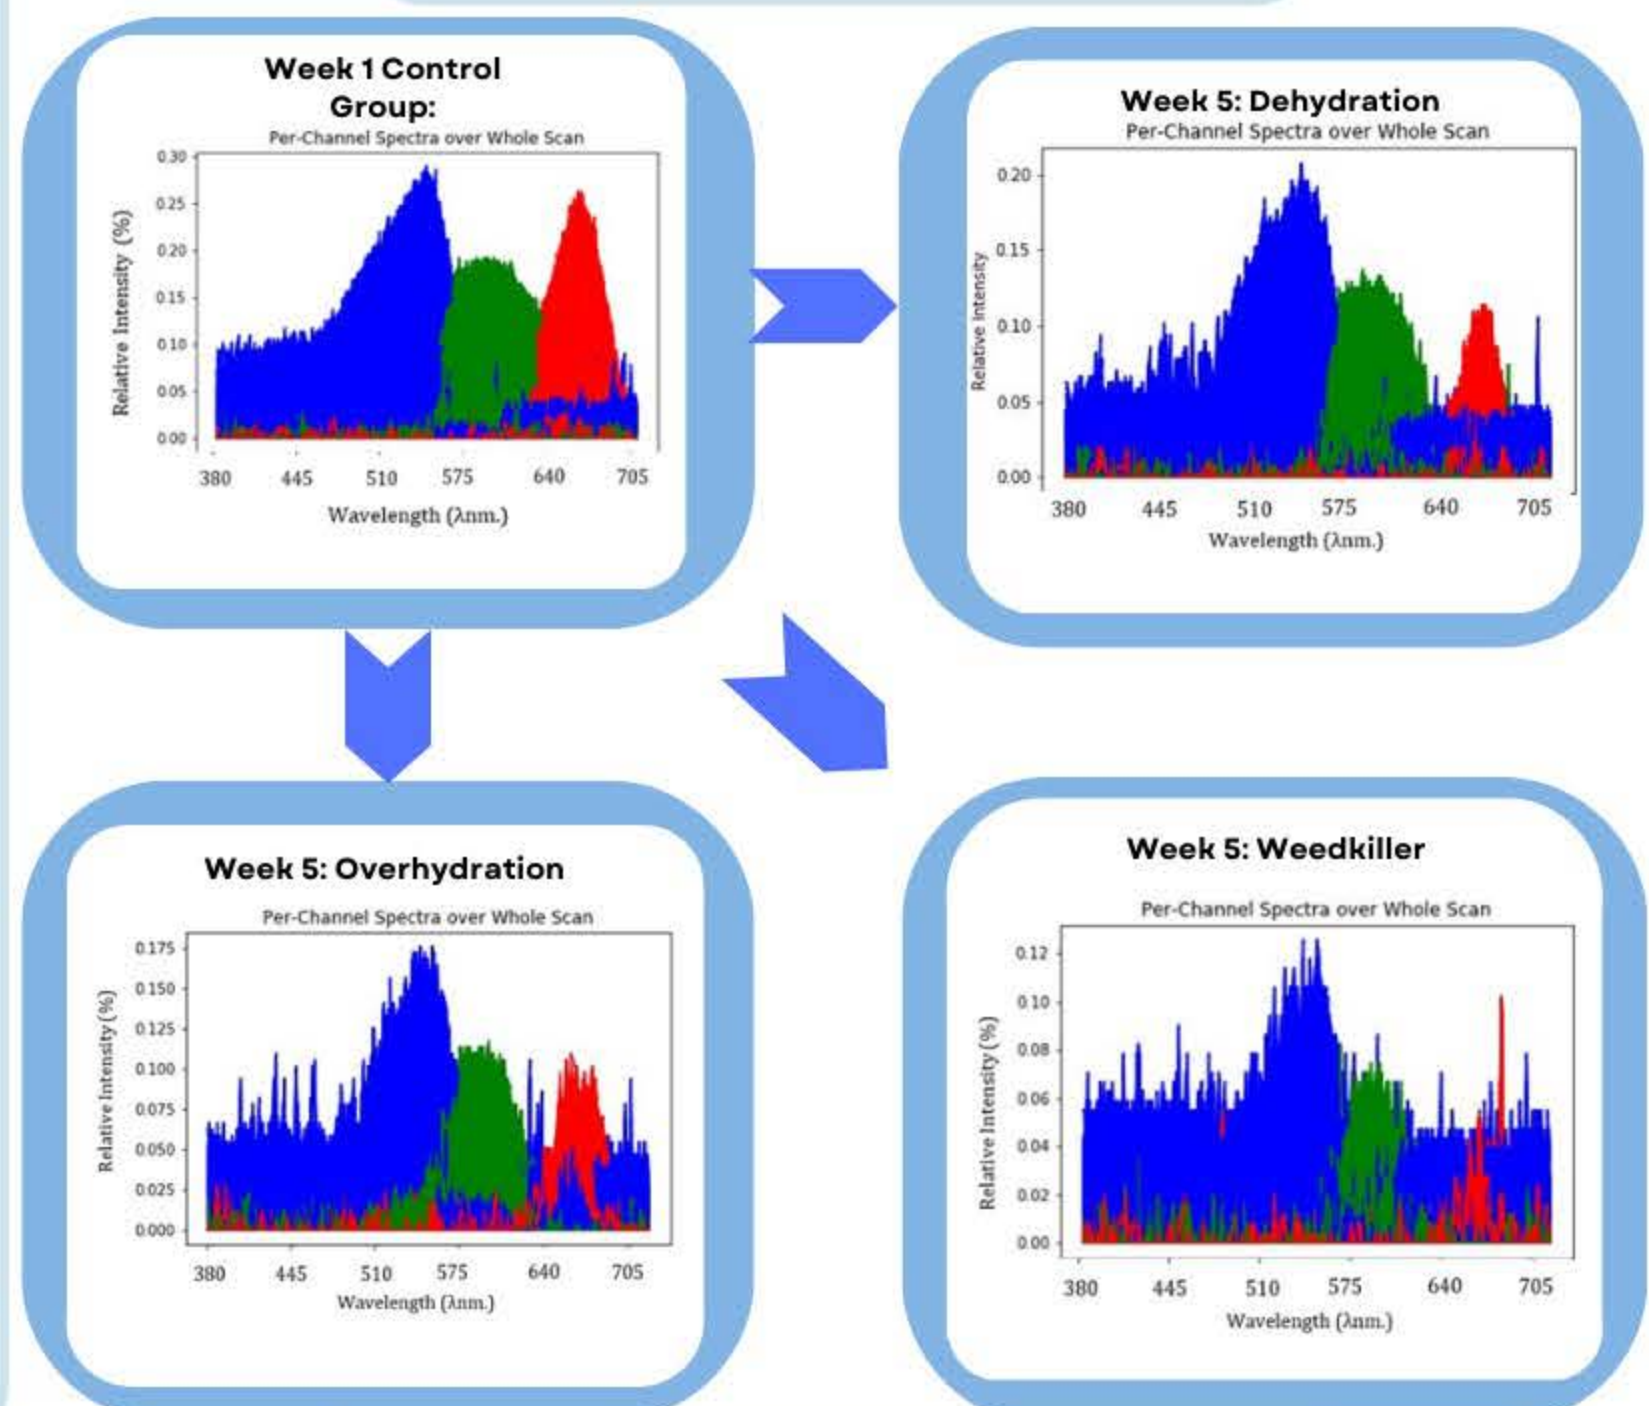 Week 1 Control
Group:
Per-Channel Spectra over Whole Scan
Relative Intensity (%)
0.30
0.25
0.20
0.15
0.10
0.05
0.00
380 445 510 575 640 705
Wavelength (λnm.)
Week 5: Dehydration
Per-Channel Spectra over Whole Scan
Relative intensity
0.20
0.15
0.10
0.05
0.00
380 445 510 575 640 705
Wavelength (λnm.)
Week 5: Overhydration
Per-Channel Spectra over Whole Scan
Relative Intensity (%)
0.175
0.150
0.125
0.100
0.075
0.050
0.025
0.000
380 445 510 575 640 705
Wavelength (λnm.)
Week 5: Weedkiller
Per-Channel Spectra over Whole Scan
Relative Intensity (%)
0.12
0.10
0.08
0.06
0.04
0.02
0.00
380 445 510 575 640 705
Wavelength (λnm.)